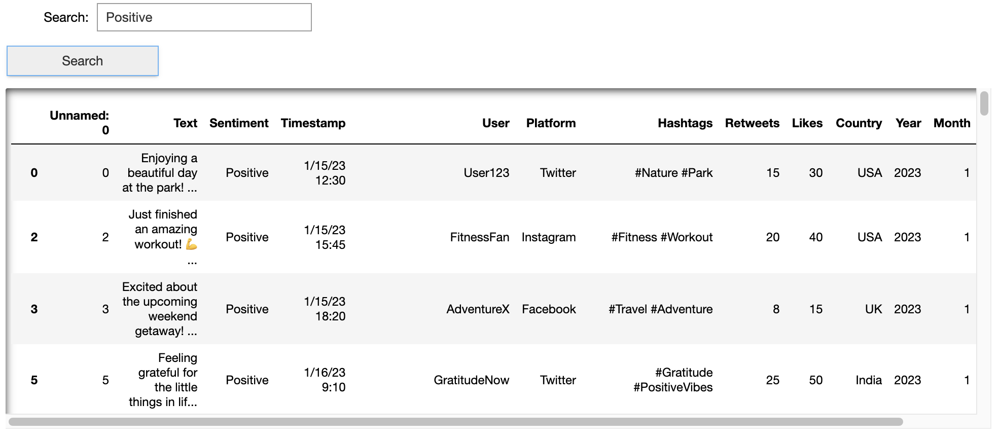 Search: Positive
Search
Unnamed: 0 Text Sentiment Timestamp User Platform Hashtags Retweets Likes Country Year Month
0 0 Enjoying a beautiful day at the park! ... Positive 1/15/23 12:30 User123 Twitter #Nature #Park 15 30 USA 2023 1
2 2 Just finished an amazing workout! 💪 ... Positive 1/15/23 15:45 FitnessFan Instagram #Fitness #Workout 20 40 USA 2023 1
3 3 Excited about the upcoming weekend getaway! ... Positive 1/15/23 18:20 AdventureX Facebook #Travel #Adventure 8 15 UK 2023 1
5 5 Feeling grateful for the little things in lif... Positive 1/16/23 9:10 GratitudeNow Twitter #Gratitude #PositiveVibes 25 50 India 2023 1